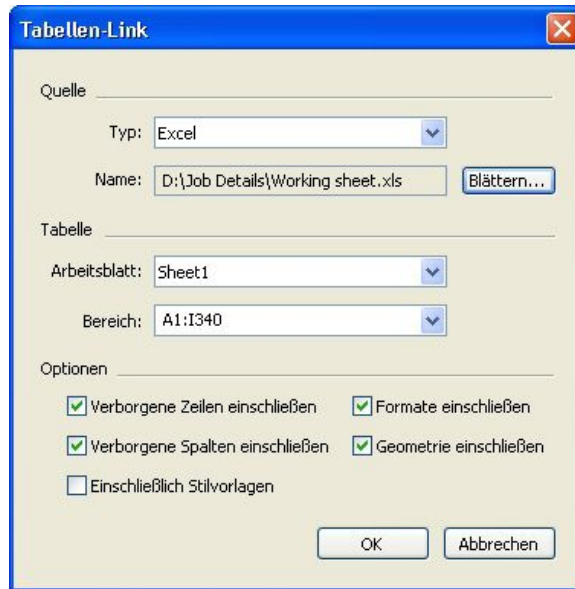 Tabellen-Link
Quelle
Typ: Excel
Name: D:\Job Details\Working sheet.xls Blättern...
Tabelle
Arbeitsblatt: Sheet1
Bereich: A1:I340
Optionen
Verborgene Zeilen einschließen Formate einschließen
Verborgene Spalten einschließen Geometrie einschließen
Einschließlich Stilvorlagen
OK Abbrechen